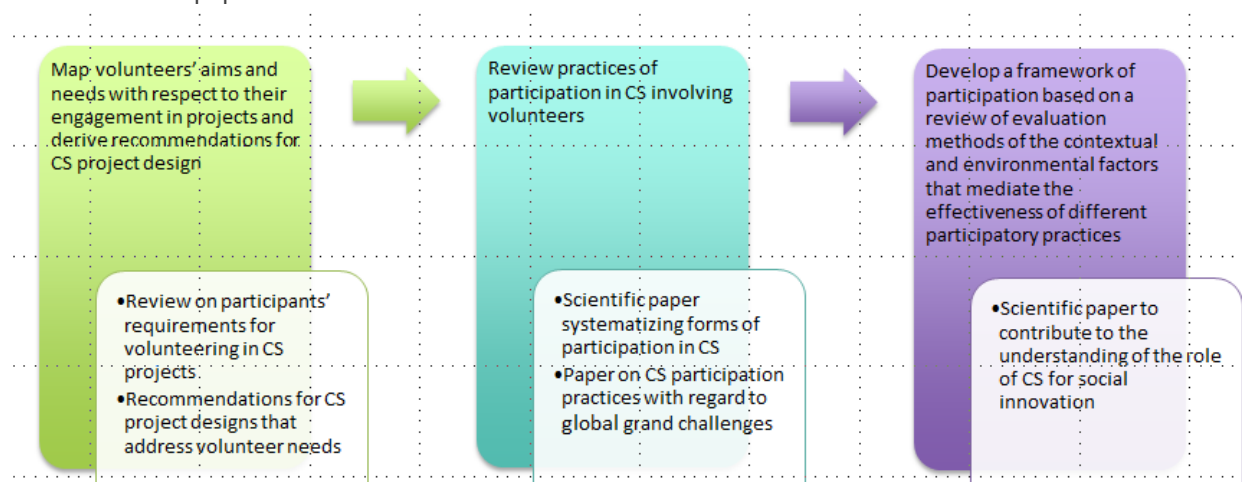 Map volunteers' aims and
needs with respect to their
engagement in projects and
derive recommendations for
CS project design
•Review on participants'
requirements for
volunteering in CS
projects
•Recommendations for CS
project designs that
address volunteer needs
Review practices of
participation in CS involving
volunteers
•Scientific paper
systematizing forms of
participation in CS
•Paper on CS participation
practices with regard to
global grand challenges
Develop a framework of
participation based on a
review of evaluation
methods of the contextual
and environmental factors
that mediate the
effectiveness of different
participatory practices
•Scientific paper to
contribute to the
understanding of the role
of CS for social
innovation